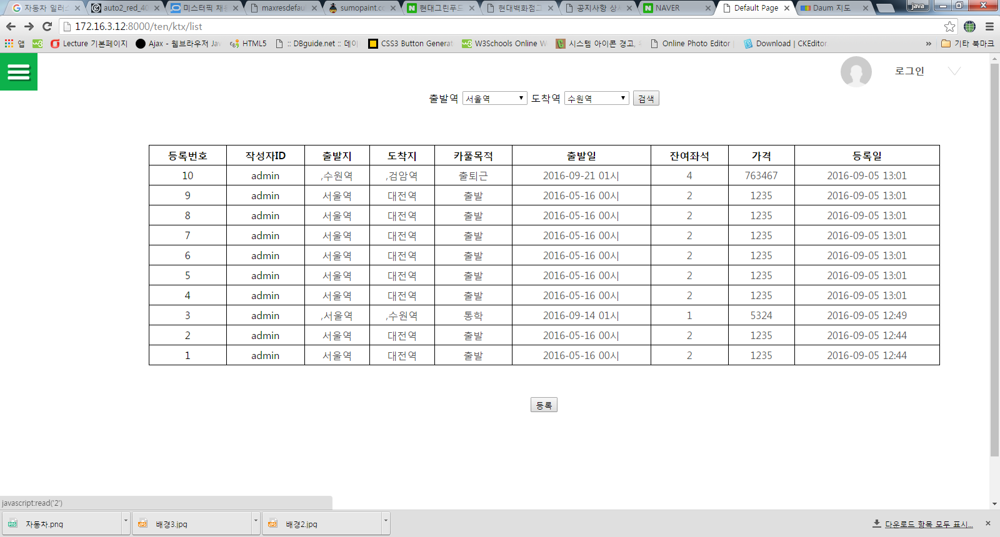 자동차 일러스
auto2_red_40
미스터픽 채용
maxresdefau
sumopaint.co
현대그린푸드
현대백화점그
공지사항 상세
NAVER
Default Page
Daum 지도
java
172.16.3.12:8000/ten/ktx/list
앱
Lecture 기본페이지
Ajax - 웹브라우저 Jav
HTML5
:: DBguide.net :: 데이
CSS3 Button Generat
W3Schools Online W
시스템 아이콘 경고,
Online Photo Editor
Download | CKEditor
» 기타 북마크
로그인
출발역 서울역 도착역 수원역 검색
등록번호 작성자ID 출발지 도착지 카풀목적 출발일 잔여좌석 가격 등록일
10 admin ,수원역 ,검암역 출퇴근 2016-09-21 01시 4 763467 2016-09-05 13:01
9 admin 서울역 대전역 출발 2016-05-16 00시 2 1235 2016-09-05 13:01
8 admin 서울역 대전역 출발 2016-05-16 00시 2 1235 2016-09-05 13:01
7 admin 서울역 대전역 출발 2016-05-16 00시 2 1235 2016-09-05 13:01
6 admin 서울역 대전역 출발 2016-05-16 00시 2 1235 2016-09-05 13:01
5 admin 서울역 대전역 출발 2016-05-16 00시 2 1235 2016-09-05 13:01
4 admin 서울역 대전역 출발 2016-05-16 00시 2 1235 2016-09-05 13:01
3 admin ,서울역 ,수원역 통학 2016-09-14 01시 1 5324 2016-09-05 12:49
2 admin 서울역 대전역 출발 2016-05-16 00시 2 1235 2016-09-05 12:44
1 admin 서울역 대전역 출발 2016-05-16 00시 2 1235 2016-09-05 12:44
등록
javascript:read('2')
자동차.png
배경3.jpg
배경2.jpg
다운로드 항목 모두 표시...